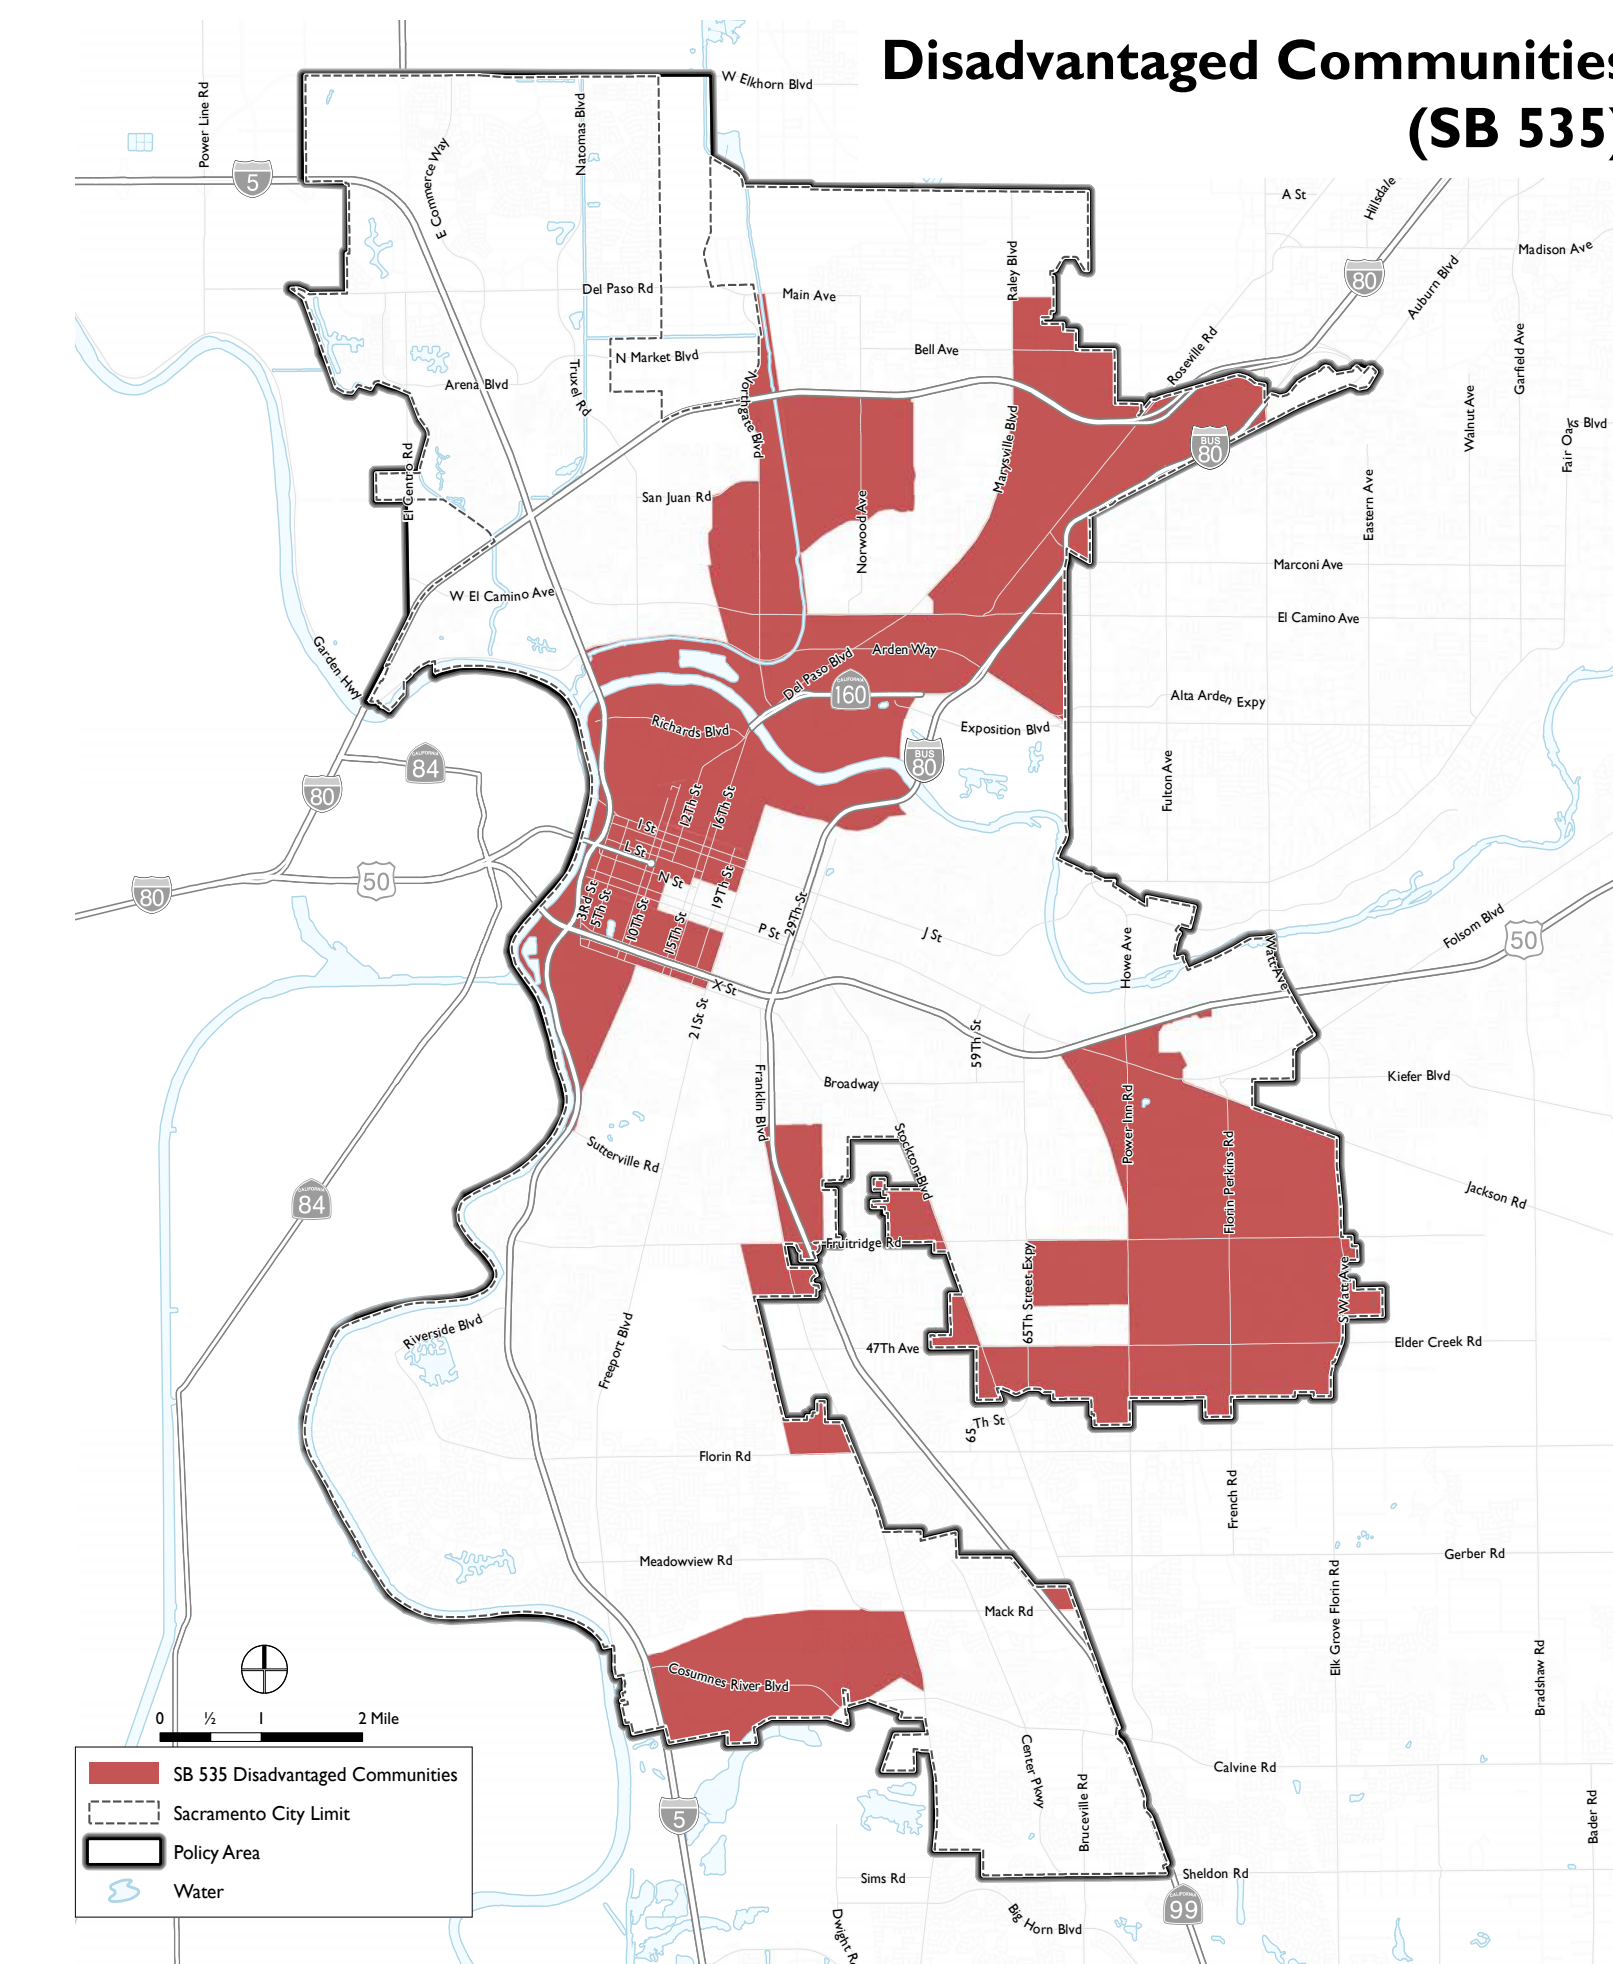 Disadvantaged Communities
(SB 535)
W Elkhorn Blvd
Power Line Rd
Natomas Blvd
E Commerce Way
5
A St
Hillsdale
Madison Ave
80
Auburn Blvd
Raley Blvd
Del Paso Rd
Main Ave
Roseville Rd
Garfield Ave
N Market Blvd
Bell Ave
Arena Blvd
Truxel Rd
Northgate Blvd
Walnut Ave
Fair Oaks Blvd
BUS
80
Marysville Blvd
El Centro Rd
San Juan Rd
Norwood Ave
Eastern Ave
Marconi Ave
W El Camino Ave
El Camino Ave
Garden Hwy
Del Paso Blvd
Arden Way
CALIFORNIA
160
Alta Arden Expy
Richards Blvd
Exposition Blvd
CALIFORNIA
84
BUS
80
80
Fulton Ave
12Th St
16Th St
I St
L St
N St
19Th St
50
80
3Rd St
5Th St
10Th St
15Th St
P St
29Th St
J St
Howe Ave
Watt Ave
Folsom Blvd
50
X St
21St St
59Th St
Broadway
Kiefer Blvd
Franklin Blvd
Power Inn Rd
Stockton Blvd
Florin Perkins Rd
Sutterville Rd
CALIFORNIA
84
Jackson Rd
Fruitridge Rd
65Th Street Expy
S Watt Ave
Riverside Blvd
Freeport Blvd
47Th Ave
Elder Creek Rd
65Th St
Florin Rd
French Rd
Meadowview Rd
Gerber Rd
Mack Rd
Elk Grove Florin Rd
Bradshaw Rd
Cosumnes River Blvd
0 ½ 1 2 Mile
Center Pkwy
Calvine Rd
SB 535 Disadvantaged Communities
Sacramento City Limit
Policy Area
Water
5
Bruceville Rd
Bader Rd
Sims Rd
Sheldon Rd
CALIFORNIA
99
Big Horn Blvd
Dwight R